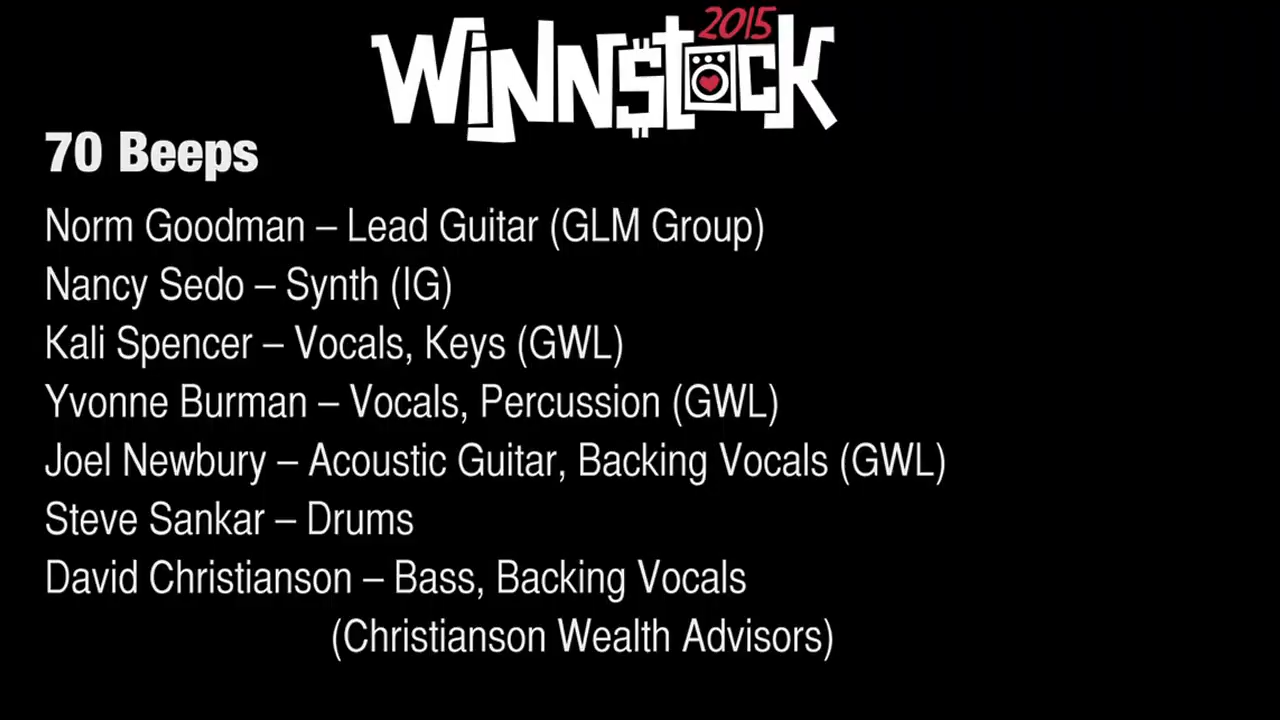 2015
WINN$tOCK
70 Beeps
Norm Goodman – Lead Guitar (GLM Group)
Nancy Sedo – Synth (IG)
Kali Spencer – Vocals, Keys (GWL)
Yvonne Burman – Vocals, Percussion (GWL)
Joel Newbury – Acoustic Guitar, Backing Vocals (GWL)
Steve Sankar – Drums
David Christianson – Bass, Backing Vocals
(Christianson Wealth Advisors)